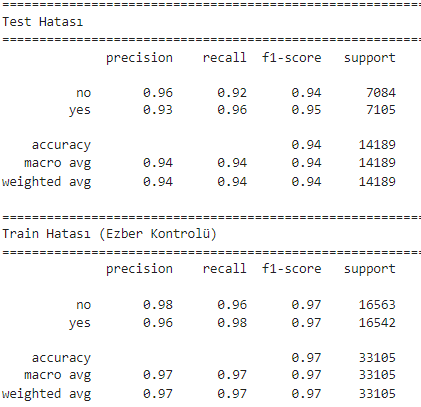 ============================================================
Test Hatası
============================================================
              precision    recall  f1-score   support

          no       0.96      0.92      0.94      7084
         yes       0.93      0.96      0.95      7105

    accuracy                           0.94     14189
   macro avg       0.94      0.94      0.94     14189
weighted avg       0.94      0.94      0.94     14189

============================================================
Train Hatası (Ezber Kontrolü)
============================================================
              precision    recall  f1-score   support

          no       0.98      0.96      0.97     16563
         yes       0.96      0.98      0.97     16542

    accuracy                           0.97     33105
   macro avg       0.97      0.97      0.97     33105
weighted avg       0.97      0.97      0.97     33105